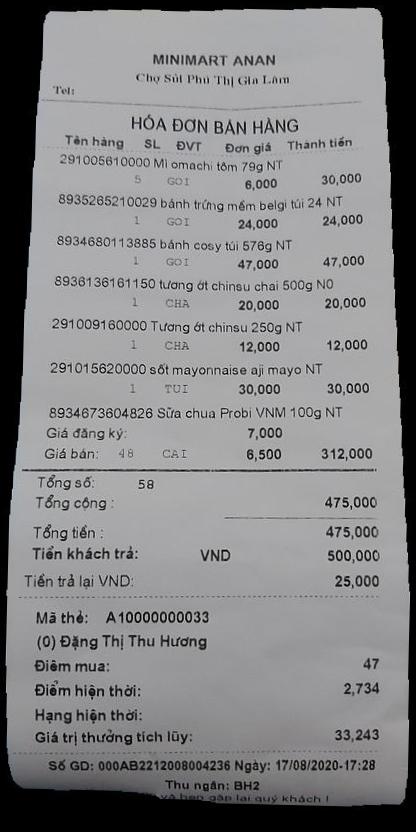 MINIMART ANAN
Chợ Sủi Phú Thị Gia Lâm
Tel:
HÓA ĐƠN BÁN HÀNG
Tên hàng SL ĐVT Đơn giá Thành tiền
291005610000 Mì omachi tôm 79g NT
5 GOI 6,000 30,000
8935265210029 bánh trứng mềm belgi túi 24 NT
1 GOI 24,000 24,000
8934680113885 bánh cosy túi 576g NT
1 GOI 47,000 47,000
8936136161150 tương ớt chinsu chai 500g N0
1 CHA 20,000 20,000
291009160000 Tương ớt chinsu 250g NT
1 CHA 12,000 12,000
291015620000 sốt mayonnaise aji mayo NT
1 TUI 30,000 30,000
8934673604826 Sữa chua Probi VNM 100g NT
Giá đăng ký: 7,000
Giá bán: 48 CAI 6,500 312,000
Tổng số: 58
Tổng cộng : 475,000
Tổng tiền : 475,000
Tiền khách trả: VND 500,000
Tiền trả lại VND: 25,000
Mã thẻ: A10000000033
(0) Đặng Thị Thu Hương
Điểm mua: 47
Điểm hiện thời: 2,734
Hạng hiện thời:
Giá trị thưởng tích lũy: 33,243
Số GD: 000AB2212008004236 Ngày: 17/08/2020-17:28
Thu ngân: BH2
và hẹn gặp lại quý khách !